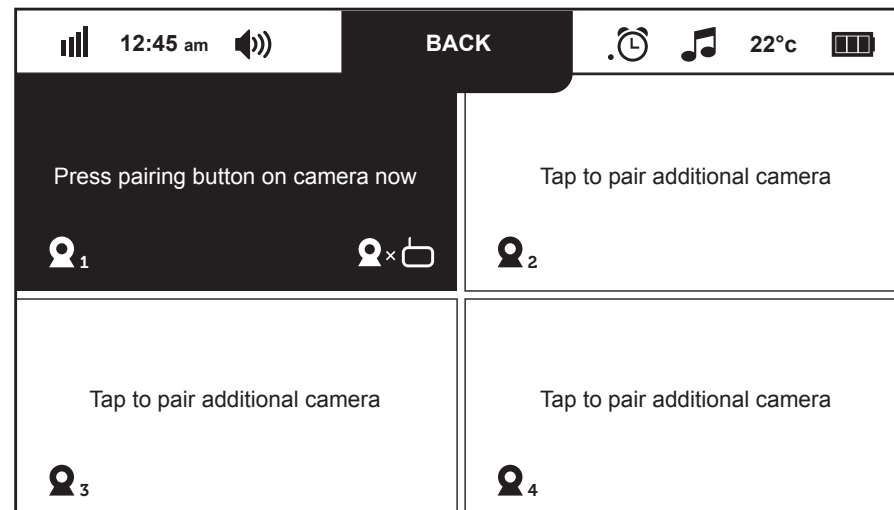 12:45 am BACK 22°c
Press pairing button on camera now
Tap to pair additional camera
1
2
Tap to pair additional camera
Tap to pair additional camera
3
4